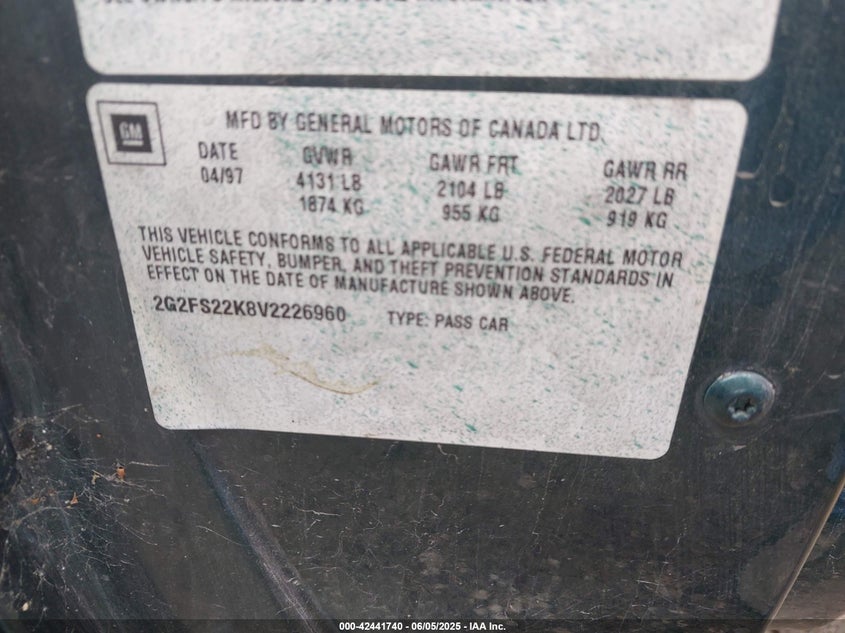 GM
MFD BY GENERAL MOTORS OF CANADA LTD.
DATE GVWR GAWR FRT GAWR RR
04/97 4131 LB 2104 LB 2027 LB
1874 KG 955 KG 919 KG
THIS VEHICLE CONFORMS TO ALL APPLICABLE U.S. FEDERAL MOTOR
VEHICLE SAFETY, BUMPER, AND THEFT PREVENTION STANDARDS IN
EFFECT ON THE DATE OF MANUFACTURE SHOWN ABOVE.
2G2FS22K8V2226960 TYPE: PASS CAR
000-42441740 - 06/05/2025 - IAA Inc.